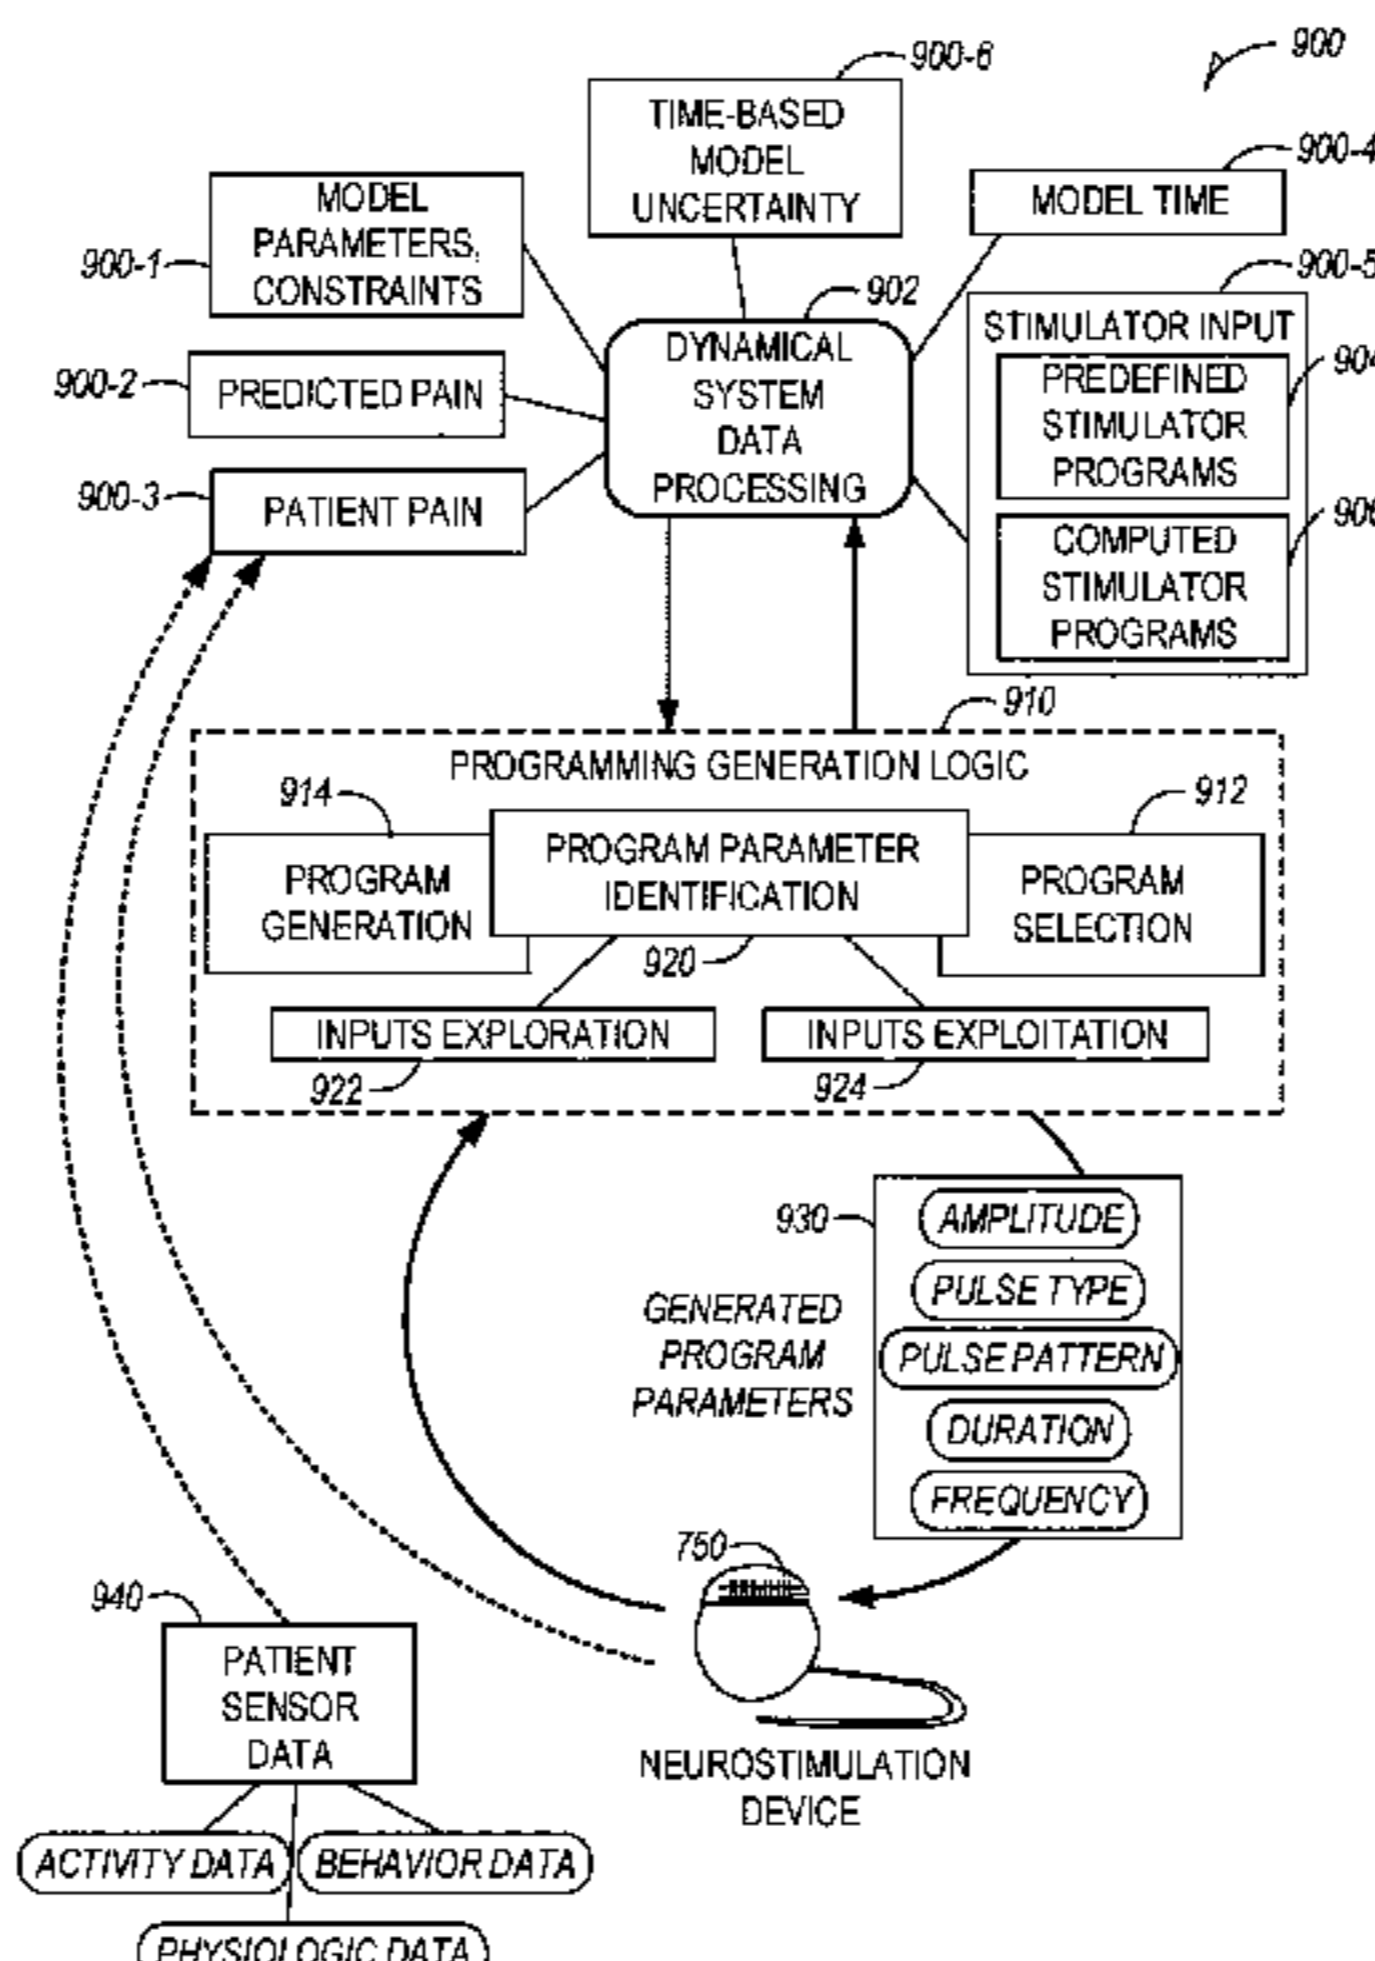 900
900-6
TIME-BASED
MODEL
UNCERTAINTY
900-4
MODEL TIME
MODEL
PARAMETERS,
CONSTRAINTS
900-1
900-5
STIMULATOR INPUT
PREDEFINED
STIMULATOR
PROGRAMS
904
COMPUTED
STIMULATOR
PROGRAMS
906
902
DYNAMICAL
SYSTEM
DATA
PROCESSING
900-2
PREDICTED PAIN
900-3
PATIENT PAIN
910
PROGRAMMING GENERATION LOGIC
914
912
PROGRAM
GENERATION
PROGRAM PARAMETER
IDENTIFICATION
PROGRAM
SELECTION
920
INPUTS EXPLORATION
INPUTS EXPLOITATION
922
924
930
AMPLITUDE
PULSE TYPE
PULSE PATTERN
DURATION
FREQUENCY
GENERATED
PROGRAM
PARAMETERS
750
NEUROSTIMULATION
DEVICE
940
PATIENT
SENSOR
DATA
ACTIVITY DATA
BEHAVIOR DATA
PHYSIOLOGIC DATA